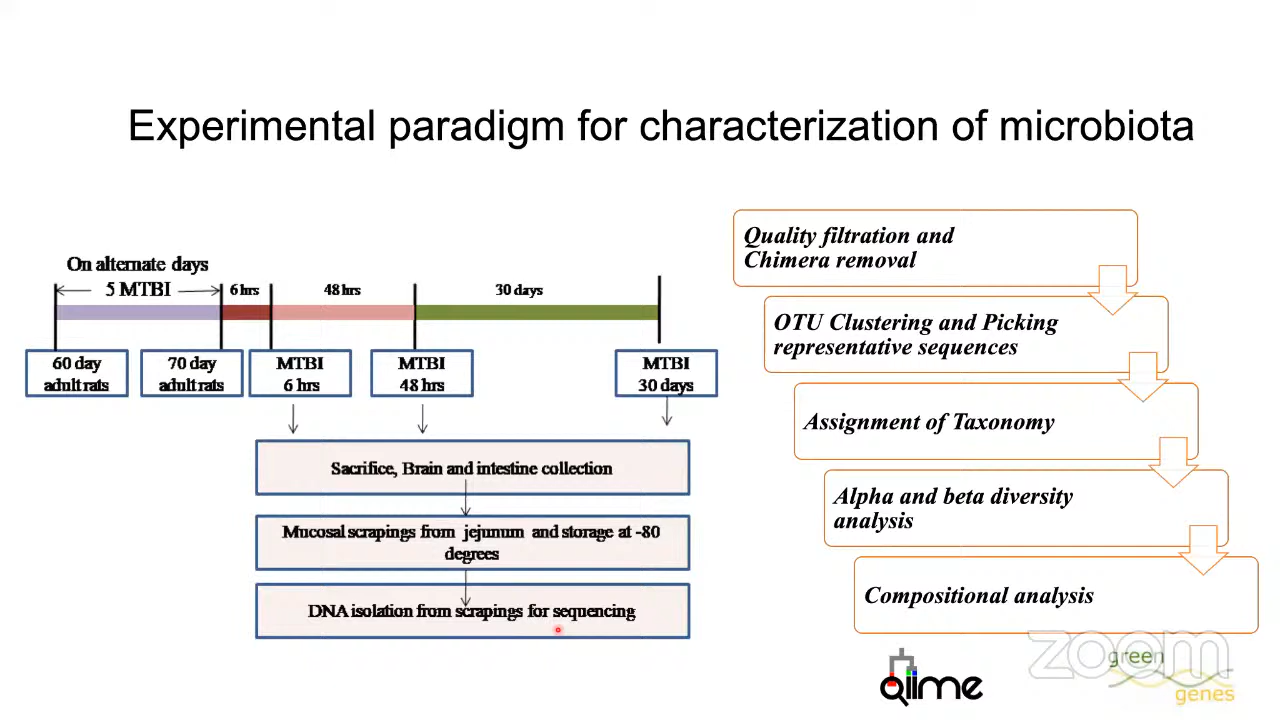 Experimental paradigm for characterization of microbiota
On alternate days
5 MTBI
6 hrs
48 hrs
30 days
60 day
adult rats
70 day
adult rats
MTBI
6 hrs
MTBI
48 hrs
MTBI
30 days
Sacrifice, Brain and intestine collection
Mucosal scrapings from jejunum and storage at -80
degrees
DNA isolation from scrapings for sequencing
Quality filtration and
Chimera removal
OTU Clustering and Picking
representative sequences
Assignment of Taxonomy
Alpha and beta diversity
analysis
Compositional analysis
qiime
zoom
green
genes